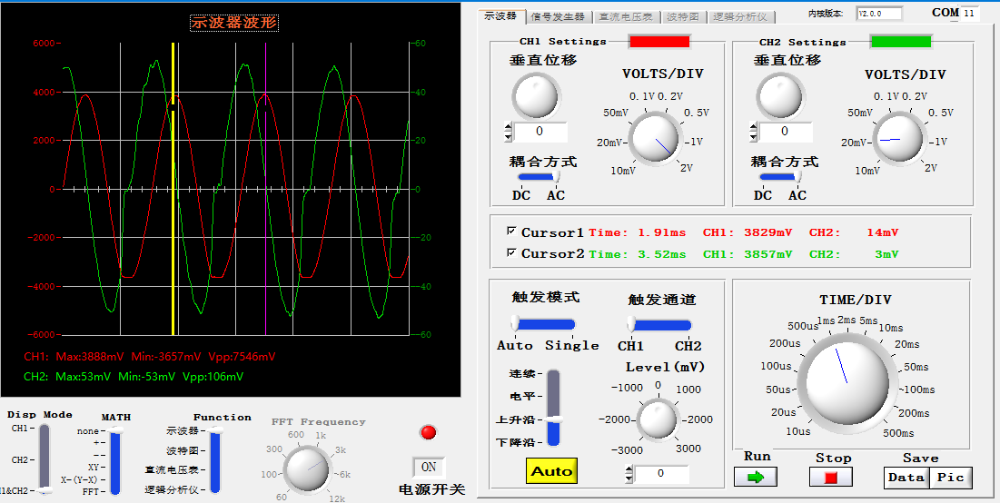 示波器波形
6000
4000
2000
0
-2000
-4000
-6000
60
40
20
0
-20
-40
-60
CH1: Max:3888mV Min:-3657mV Vpp:7546mV
CH2: Max:53mV Min:-53mV Vpp:106mV
Disp Mode
CH1
CH2
CH1&CH2
MATH
none
+
-
XY
X-(Y-X)
FFT
Function
示波器
波特图
直流电压表
逻辑分析仪
FFT Frequency
60
100
300
600
1k
3k
6k
12k
ON
电源开关
示波器 信号发生器 直流电压表 波特图 逻辑分析仪
内核版本: V2.0.0
COM 11
CH1 Settings
垂直位移
0
耦合方式
DC AC
VOLTS/DIV
10mV
20mV
50mV
0.1V
0.2V
0.5V
1V
2V
CH2 Settings
垂直位移
0
耦合方式
DC AC
VOLTS/DIV
10mV
20mV
50mV
0.1V
0.2V
0.5V
1V
2V
Cursor1 Time: 1.91ms CH1: 3829mV CH2: 14mV
Cursor2 Time: 3.52ms CH1: 3857mV CH2: 3mV
触发模式
Auto Single
触发通道
CH1 CH2
连续
电平
上升沿
下降沿
Auto
Level(mV)
-3000
-2000
-1000
0
1000
2000
3000
0
TIME/DIV
10us
20us
50us
100us
200us
500us
1ms
2ms
5ms
10ms
20ms
50ms
100ms
200ms
500ms
Run
Stop
Save
Data Pic